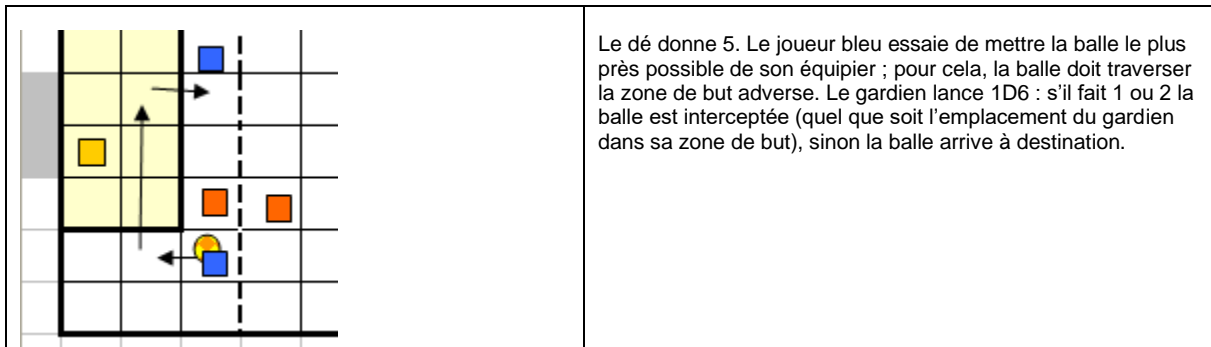 Le dé donne 5. Le joueur bleu essaie de mettre la balle le plus
près possible de son équipier ; pour cela, la balle doit traverser
la zone de but adverse. Le gardien lance 1D6 : s'il fait 1 ou 2 la
balle est interceptée (quel que soit l'emplacement du gardien
dans sa zone de but), sinon la balle arrive à destination.